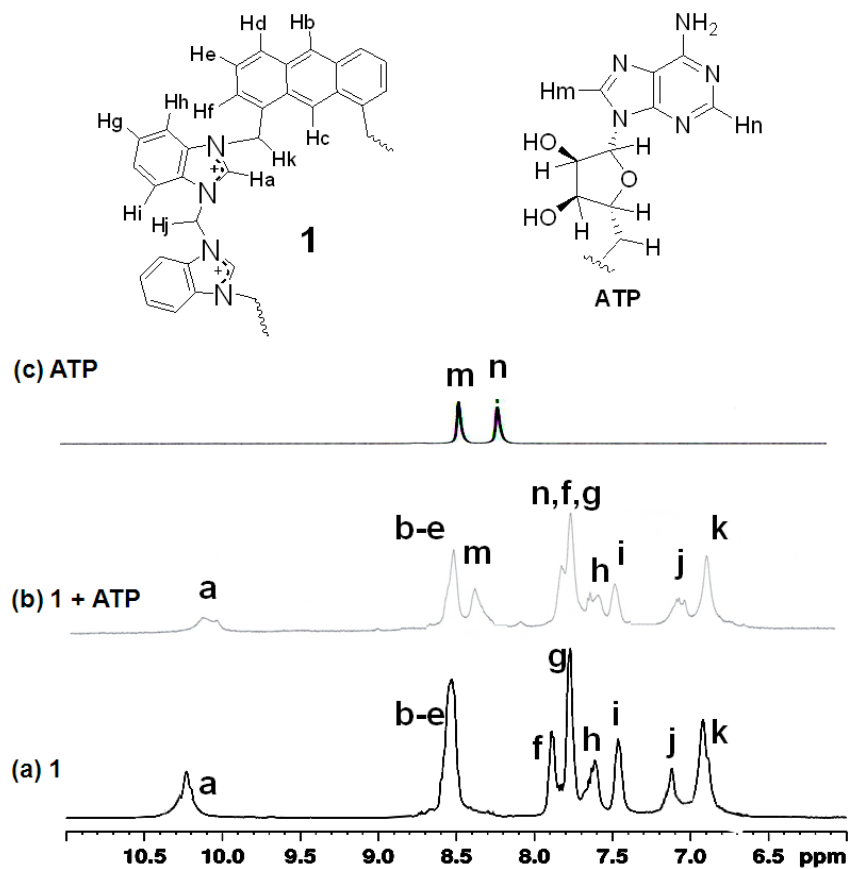 Hd
Hb
He
Hf
Hh
Hg
Hc
N
Hk
+
Ha
N
Hi
Hj
N
+
N
1
NH2
N
N
Hm
N
N
Hn
HO
H
H
O
HO
H
H
H
ATP
(c) ATP
m n
n,f,g
b-e
m
k
i
a
h
j
(b) 1 + ATP
g
b-e
i
f
h
j
k
(a) 1
a
10.5 10.0 9.5 9.0 8.5 8.0 7.5 7.0 6.5 ppm